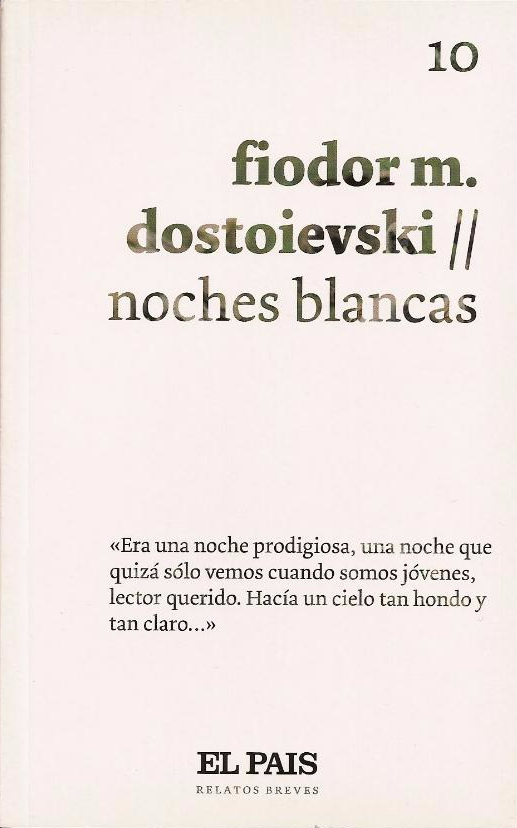 10
fiodor m.
dostoievski //
noches blancas
«Era una noche prodigiosa, una noche que
quizá sólo vemos cuando somos jóvenes,
lector querido. Hacía un cielo tan hondo y
tan claro...»
EL PAIS
RELATOS BREVES